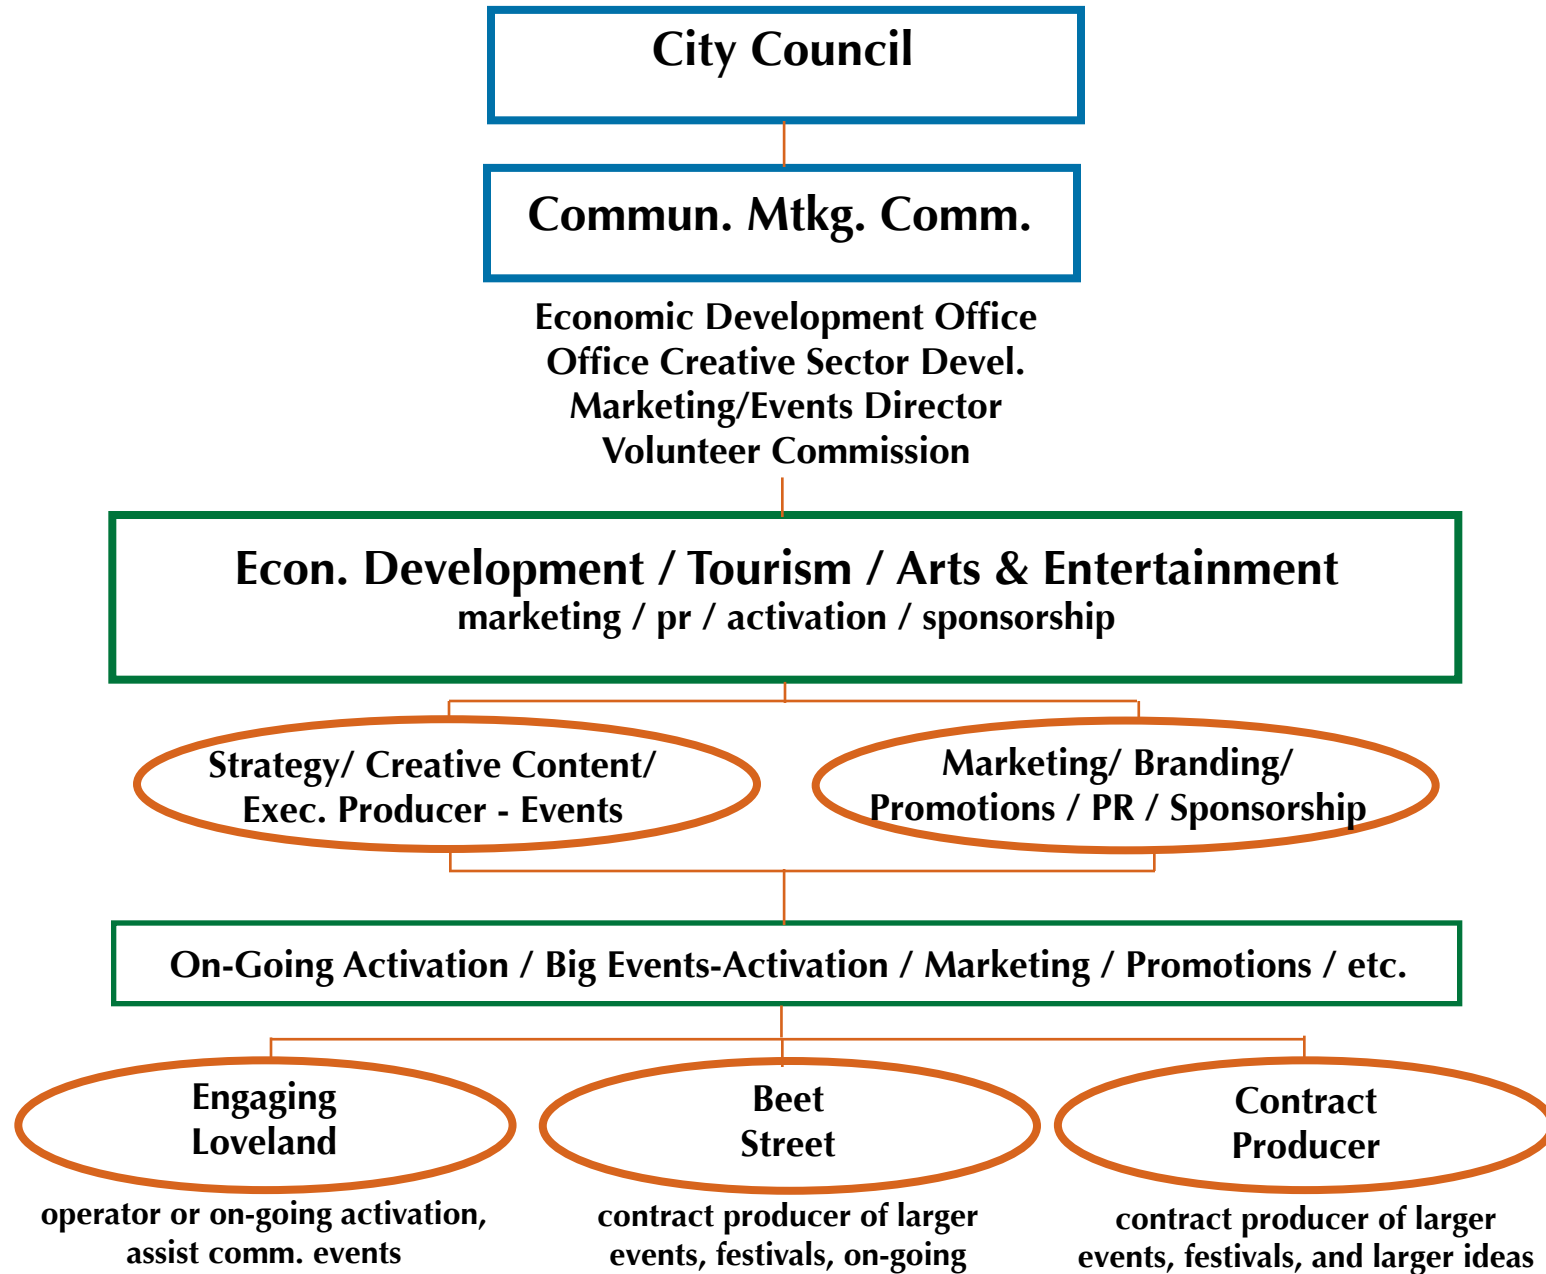 City Council
Commun. Mtkg. Comm.
Economic Development Office
Office Creative Sector Devel.
Marketing/Events Director
Volunteer Commission
Econ. Development / Tourism / Arts & Entertainment
marketing / pr / activation / sponsorship
Strategy/ Creative Content/
Exec. Producer - Events
Marketing/ Branding/
Promotions / PR / Sponsorship
On-Going Activation / Big Events-Activation / Marketing / Promotions / etc.
Engaging
Loveland
operator or on-going activation,
assist comm. events
Beet
Street
contract producer of larger
events, festivals, on-going
Contract
Producer
contract producer of larger
events, festivals, and larger ideas